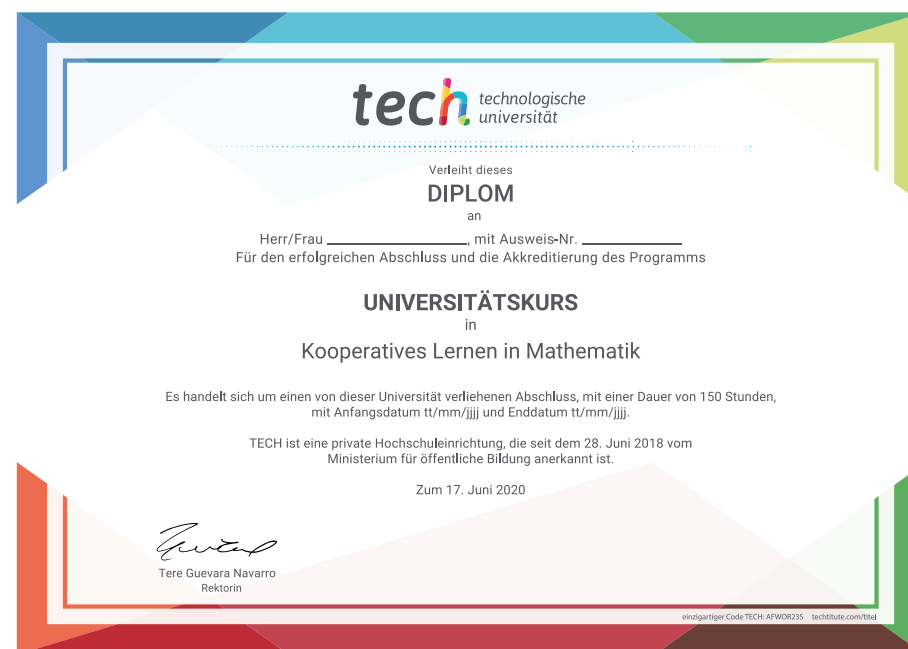 tech technologische
universität
Verleiht dieses
DIPLOM
an
Herr/Frau ____________, mit Ausweis-Nr. ____________
Für den erfolgreichen Abschluss und die Akkreditierung des Programms
UNIVERSITÄTSKURS
in
Kooperatives Lernen in Mathematik
Es handelt sich um einen von dieser Universität verliehenen Abschluss, mit einer Dauer von 150 Stunden,
mit Anfangsdatum tt/mm/jjjj und Enddatum tt/mm/jjjj.
TECH ist eine private Hochschuleinrichtung, die seit dem 28. Juni 2018 vom
Ministerium für öffentliche Bildung anerkannt ist.
Zum 17. Juni 2020
Tere Guevara Navarro
Rektorin
einzigartiger Code TECH: AFWOR23S techtitute.com/titel